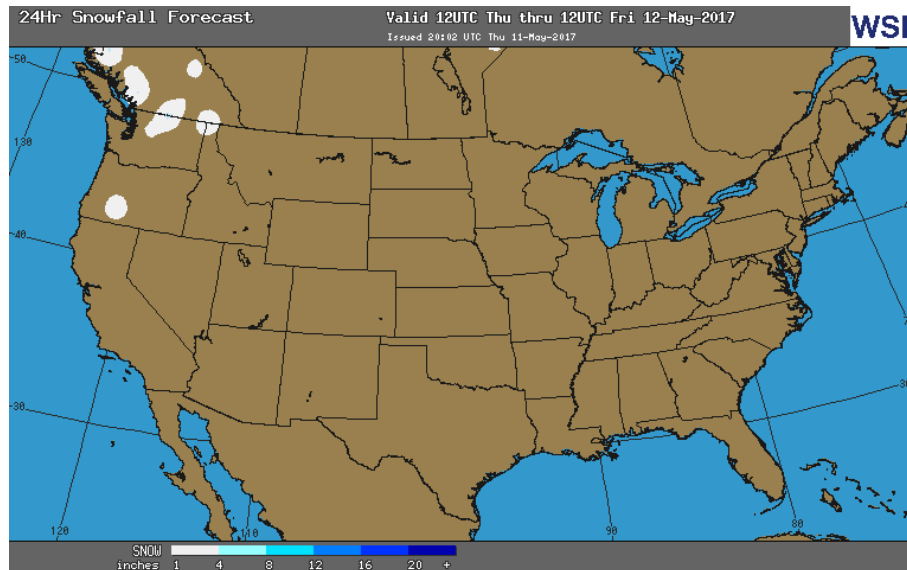 24Hr Snowfall Forecast
Valid 12UTC Thu thru 12UTC Fri 12-May-2017
Issued 20:02 UTC Thu 11-May-2017
WSI
50
130
40
30
120
110
90
80
SNOW
inches 1 4 8 12 16 20 +